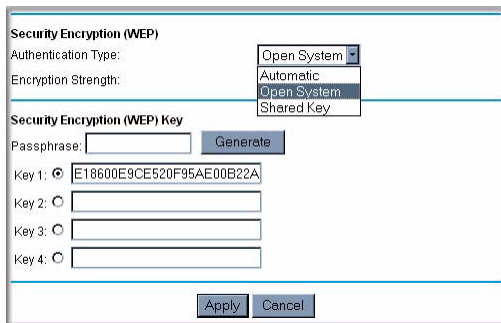 Security Encryption (WEP)
Authentication Type: Open System
Automatic
Encryption Strength:
Open System
Shared Key
Security Encryption (WEP) Key
Passphrase: Generate
Key 1: E18600E9CE520F95AE00B22A
Key 2:
Key 3:
Key 4:
Apply Cancel